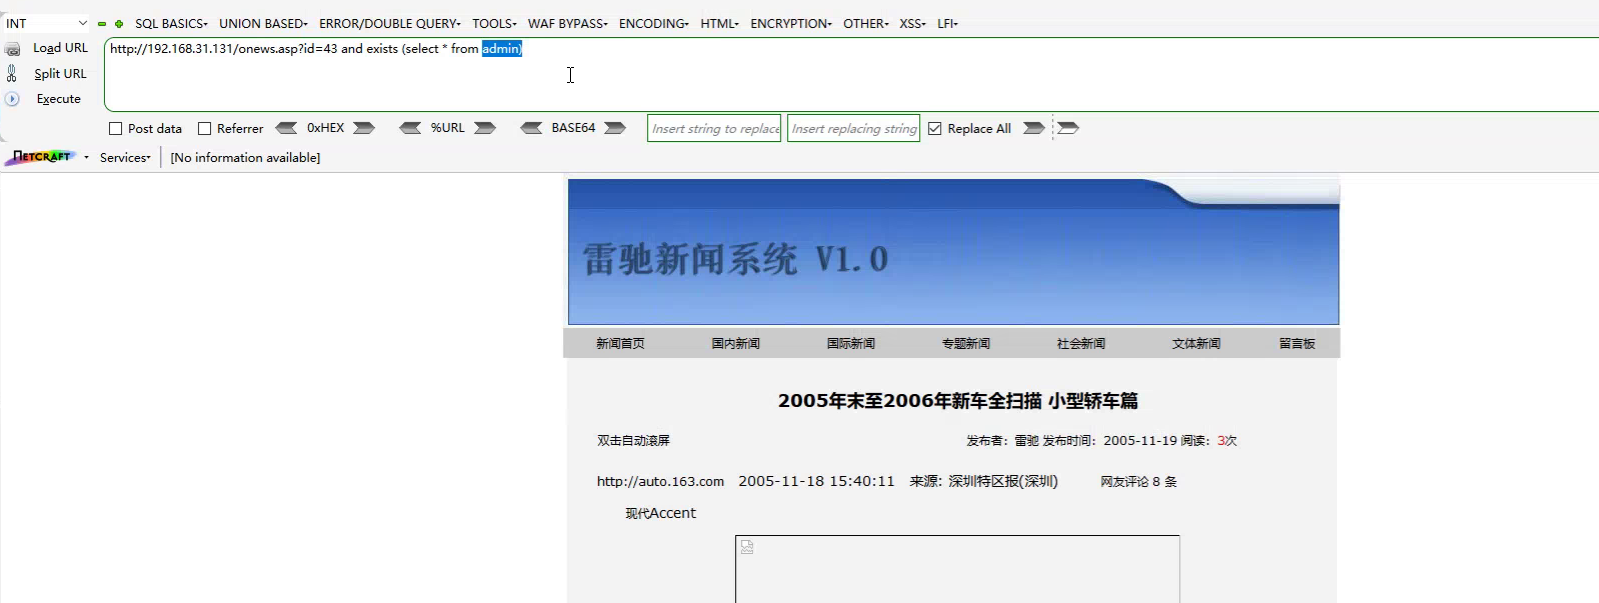 INT SQL BASICS UNION BASED ERROR/DOUBLE QUERY TOOLS WAF BYPASS ENCODING HTML ENCRYPTION OTHER XSS LFI
Load URL http://192.168.31.131/onews.asp?id=43 and exists (select * from admin)
Split URL
Execute
Post data Referrer 0xHEX %URL BASE64 Insert string to replace Insert replacing string Replace All
NETCRAFT Services [No information available]
雷驰新闻系统 V1.0
新闻首页 国内新闻 国际新闻 专题新闻 社会新闻 文体新闻 留言板
2005年末至2006年新车全扫描 小型轿车篇
双击自动滚屏 发布者：雷驰 发布时间：2005-11-19 阅读：3次
http://auto.163.com 2005-11-18 15:40:11 来源: 深圳特区报(深圳) 网友评论 8 条
现代Accent